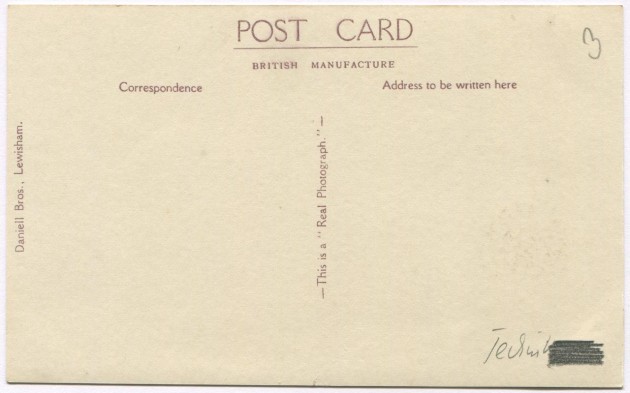 POST CARD
BRITISH MANUFACTURE
Correspondence
Address to be written here
Daniell Bros., Lewisham.
—This is a "Real Photograph."—
3